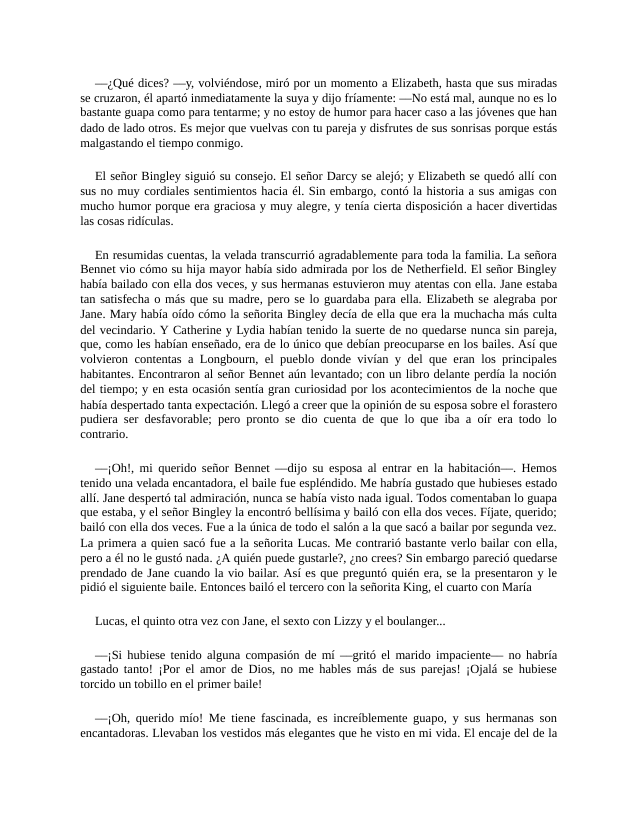 —¿Qué dices? —y, volviéndose, miró por un momento a Elizabeth, hasta que sus miradas
se cruzaron, él apartó inmediatamente la suya y dijo fríamente: —No está mal, aunque no es lo
bastante guapa como para tentarme; y no estoy de humor para hacer caso a las jóvenes que han
dado de lado otros. Es mejor que vuelvas con tu pareja y disfrutes de sus sonrisas porque estás
malgastando el tiempo conmigo.
El señor Bingley siguió su consejo. El señor Darcy se alejó; y Elizabeth se quedó allí con
sus no muy cordiales sentimientos hacia él. Sin embargo, contó la historia a sus amigas con
mucho humor porque era graciosa y muy alegre, y tenía cierta disposición a hacer divertidas
las cosas ridículas.
En resumidas cuentas, la velada transcurrió agradablemente para toda la familia. La señora
Bennet vio cómo su hija mayor había sido admirada por los de Netherfield. El señor Bingley
había bailado con ella dos veces, y sus hermanas estuvieron muy atentas con ella. Jane estaba
tan satisfecha o más que su madre, pero se lo guardaba para ella. Elizabeth se alegraba por
Jane. Mary había oído cómo la señorita Bingley decía de ella que era la muchacha más culta
del vecindario. Y Catherine y Lydia habían tenido la suerte de no quedarse nunca sin pareja,
que, como les habían enseñado, era de lo único que debían preocuparse en los bailes. Así que
volvieron contentas a Longbourn, el pueblo donde vivían y del que eran los principales
habitantes. Encontraron al señor Bennet aún levantado; con un libro delante perdía la noción
del tiempo; y en esta ocasión sentía gran curiosidad por los acontecimientos de la noche que
había despertado tanta expectación. Llegó a creer que la opinión de su esposa sobre el forastero
pudiera ser desfavorable; pero pronto se dio cuenta de que lo que iba a oír era todo lo
contrario.
—¡Oh!, mi querido señor Bennet —dijo su esposa al entrar en la habitación—. Hemos
tenido una velada encantadora, el baile fue espléndido. Me habría gustado que hubieses estado
allí. Jane despertó tal admiración, nunca se había visto nada igual. Todos comentaban lo guapa
que estaba, y el señor Bingley la encontró bellísima y bailó con ella dos veces. Fíjate, querido;
bailó con ella dos veces. Fue a la única de todo el salón a la que sacó a bailar por segunda vez.
La primera a quien sacó fue a la señorita Lucas. Me contrarió bastante verlo bailar con ella,
pero a él no le gustó nada. ¿A quién puede gustarle?, ¿no crees? Sin embargo pareció quedarse
prendado de Jane cuando la vio bailar. Así es que preguntó quién era, se la presentaron y le
pidió el siguiente baile. Entonces bailó el tercero con la señorita King, el cuarto con María
Lucas, el quinto otra vez con Jane, el sexto con Lizzy y el boulanger...
—¡Si hubiese tenido alguna compasión de mí —gritó el marido impaciente— no habría
gastado tanto! ¡Por el amor de Dios, no me hables más de sus parejas! ¡Ojalá se hubiese
torcido un tobillo en el primer baile!
—¡Oh, querido mío! Me tiene fascinada, es increíblemente guapo, y sus hermanas son
encantadoras. Llevaban los vestidos más elegantes que he visto en mi vida. El encaje del de la